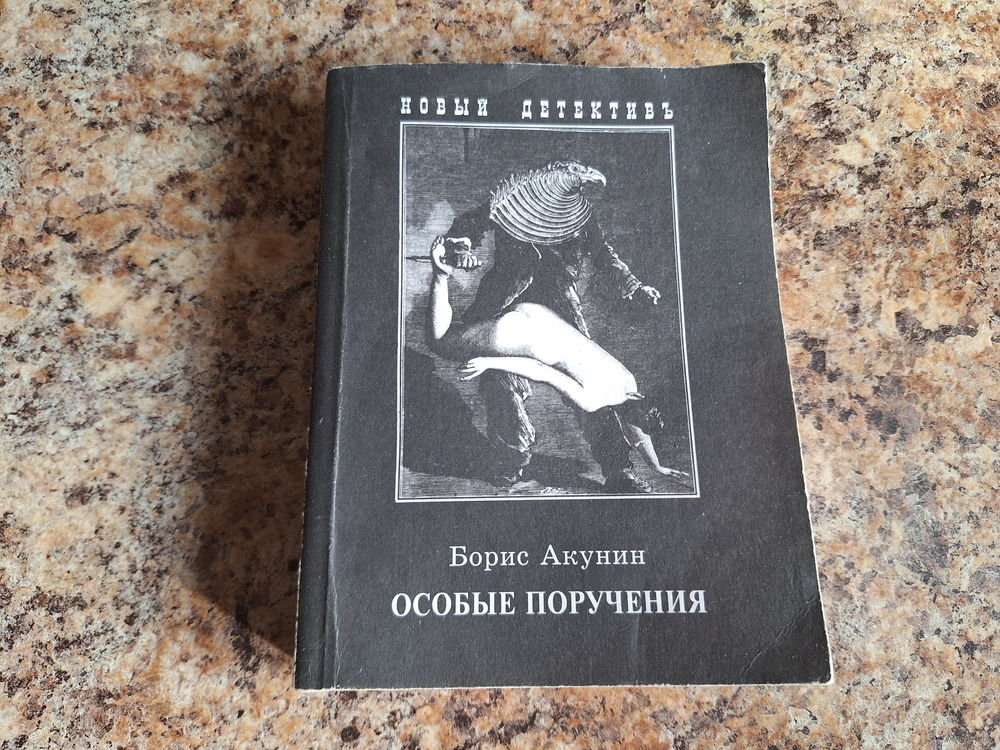 НОВЫЙ ДЕТЕКТИВЪ
Борис Акунин
ОСОБЫЕ ПОРУЧЕНИЯ